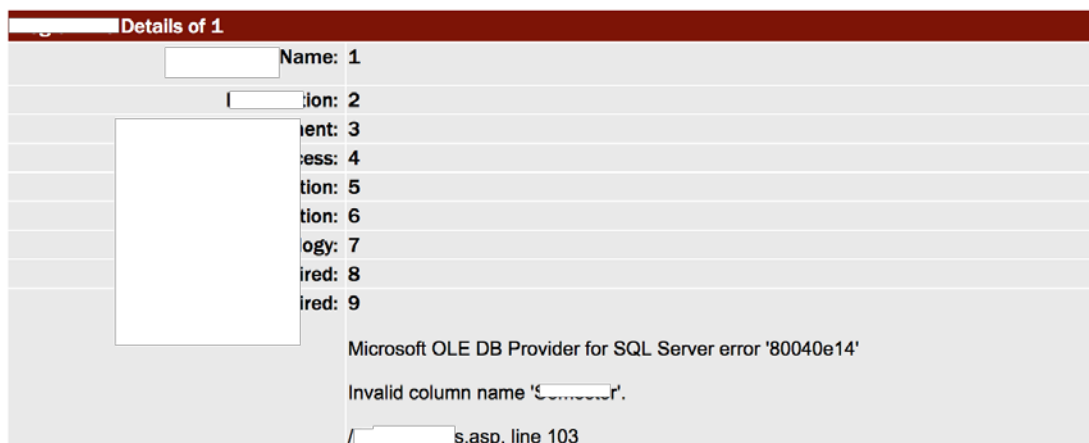 Details of 1
Name: 1
tion: 2
ent: 3
cess: 4
tion: 5
tion: 6
ogy: 7
ired: 8
ired: 9
Microsoft OLE DB Provider for SQL Server error '80040e14'
Invalid column name '
/ s.asp, line 103